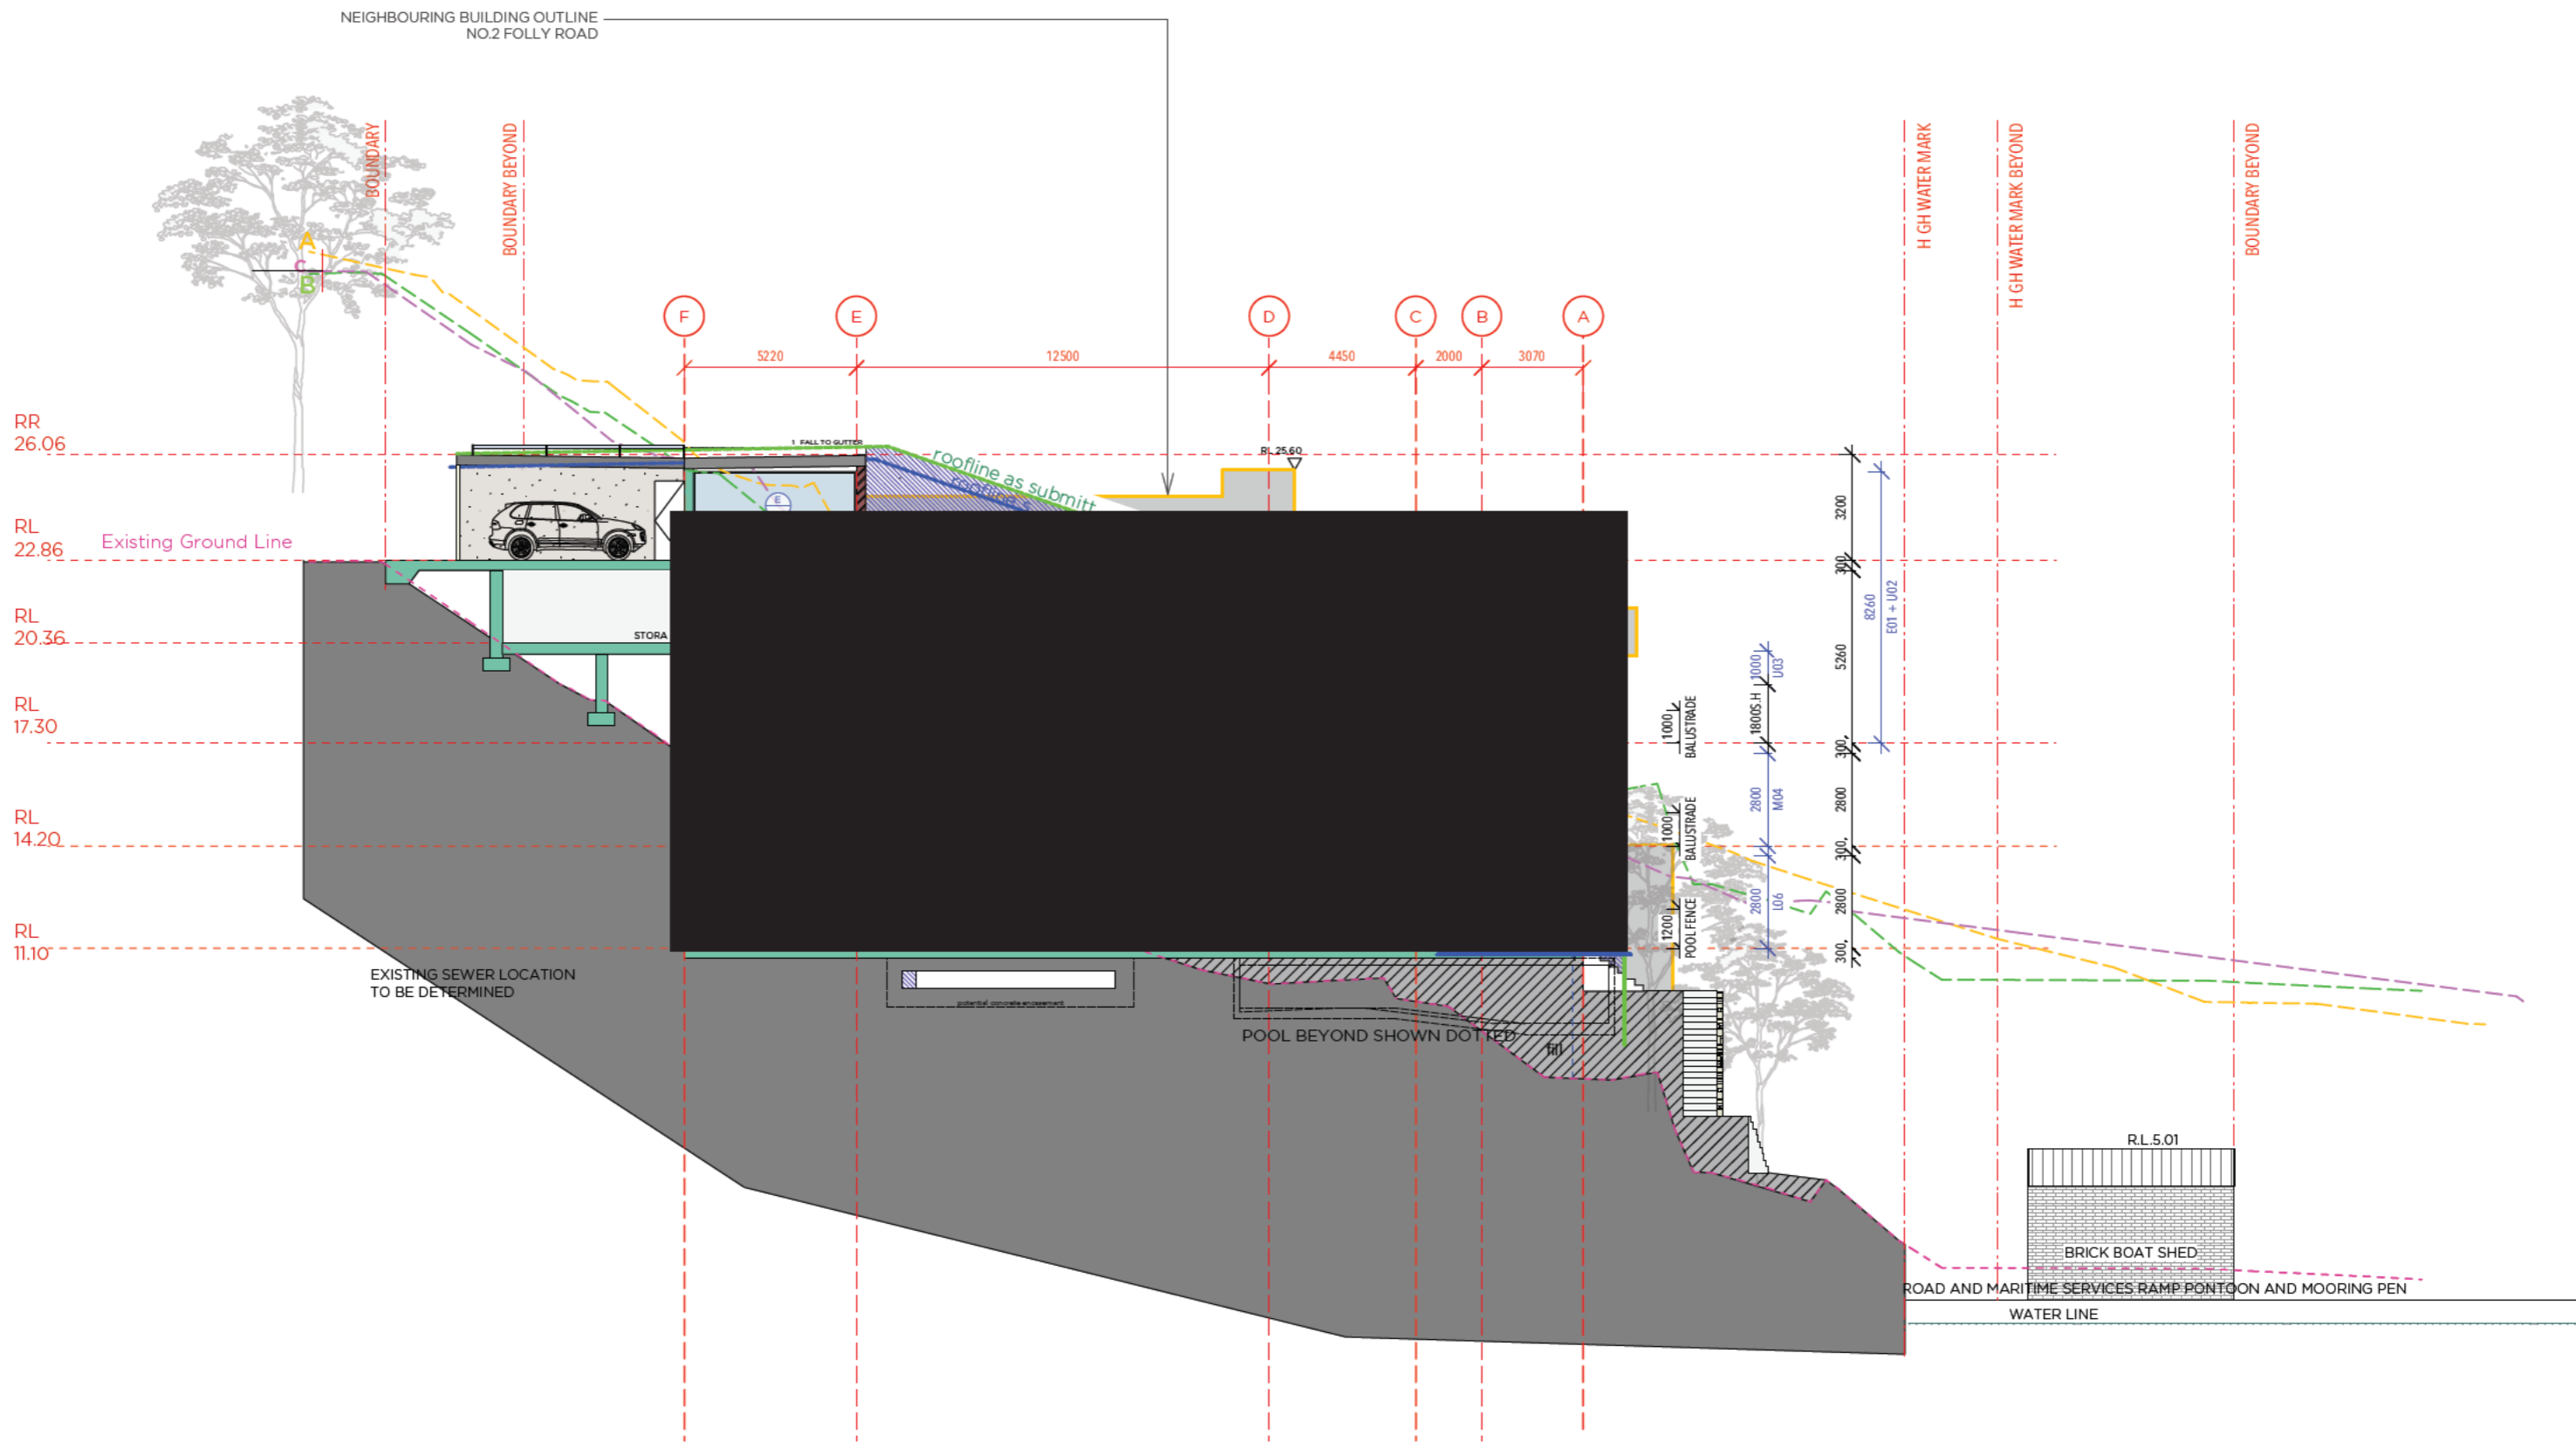 NEIGHBOURING BUILDING OUTLINE
NO.2 FOLLY ROAD
BOUNDARY
BOUNDARY BEYOND
H GH WATER MARK
H GH WATER MARK BEYOND
BOUNDARY BEYOND
A
C
B
F
E
D
C
B
A
5220
12500
4450
2000
3070
RR
26.06
1 FALL TO GUTTER
roofline as submitt
RL 25.60
RL
22.86
Existing Ground Line
E
3200
300
8260
E01 + U02
RL
20.36
STORA
5260
1000
U03
RL
17.30
1000
BALUSTRADE
1800S.H
300
2800
M04
2800
RL
14.20
1000
BALUSTRADE
300
2800
L06
2800
RL
11.10
1200
POOL FENCE
300
EXISTING SEWER LOCATION
TO BE DETERMINED
potential concrete encasement
POOL BEYOND SHOWN DOTTED
fill
R.L.5.01
BRICK BOAT SHED
ROAD AND MARITIME SERVICES RAMP PONTOON AND MOORING PEN
WATER LINE